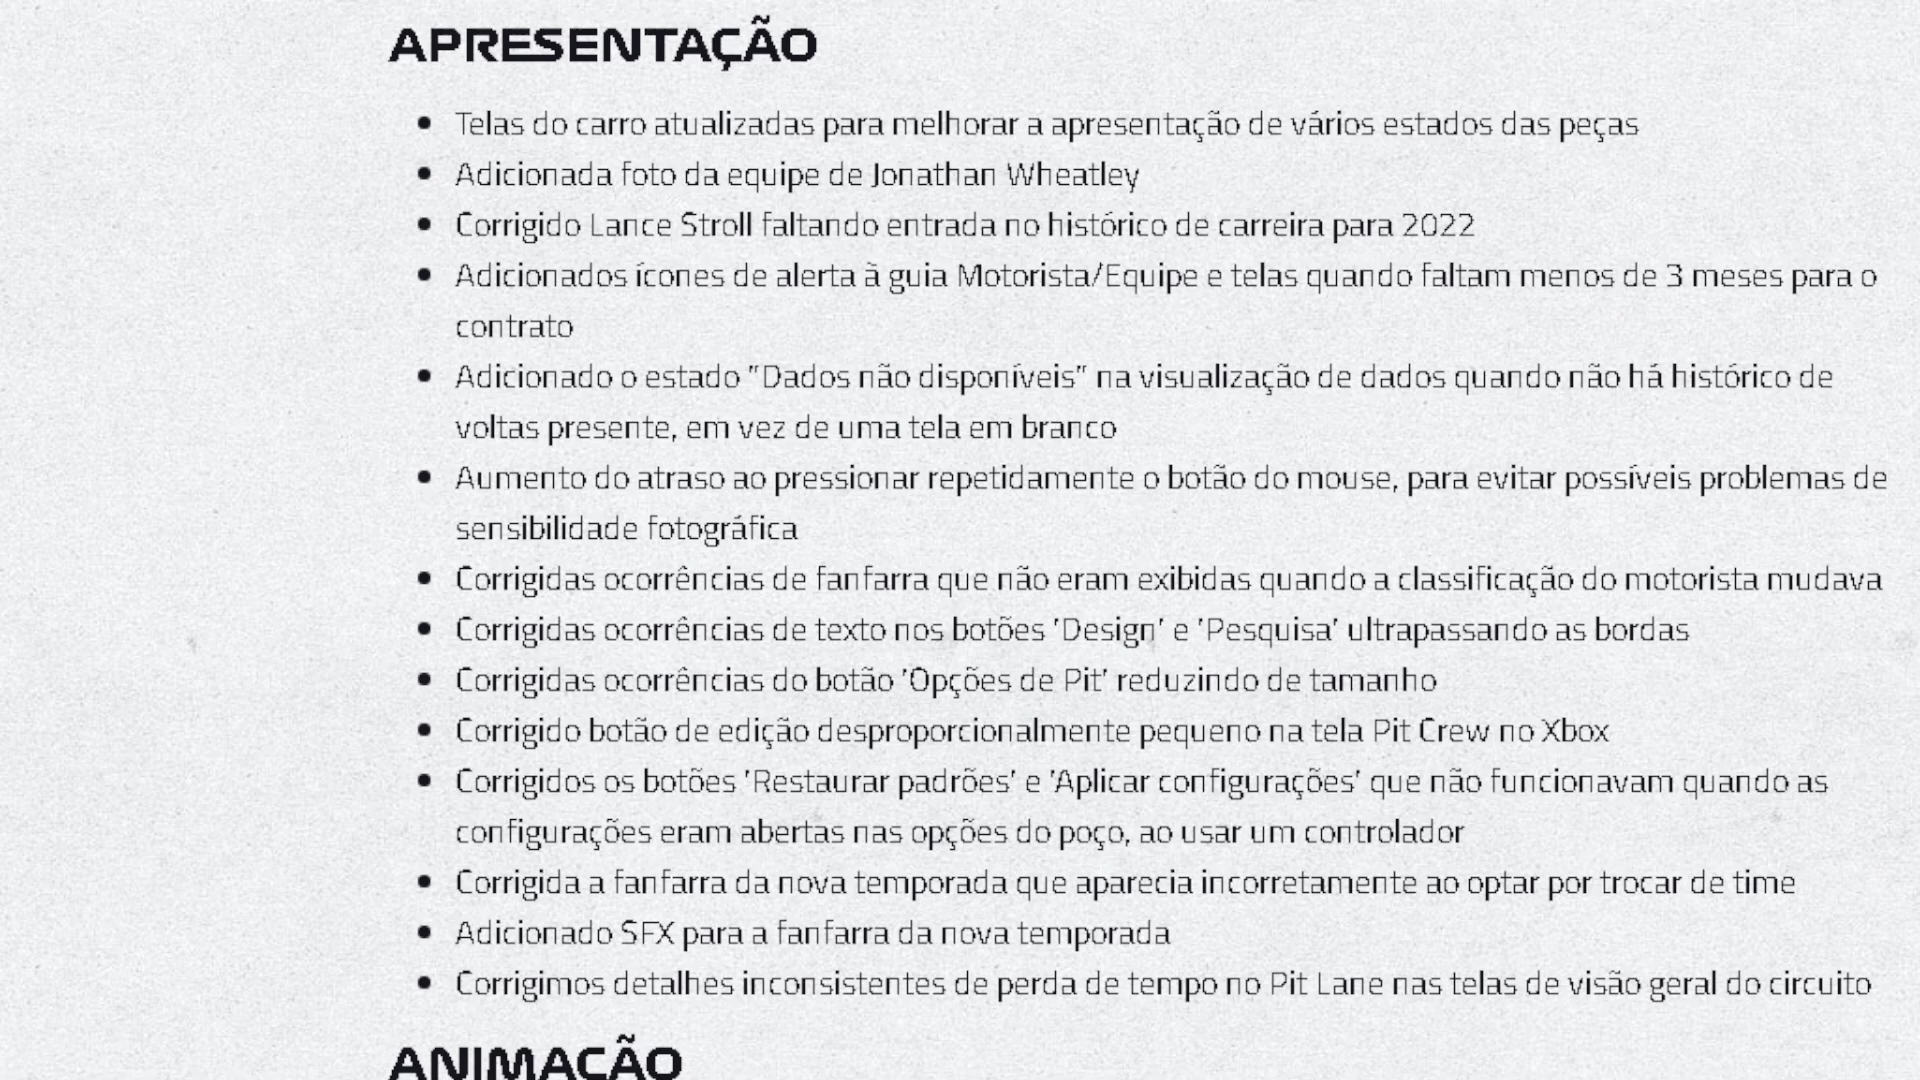 APRESENTAÇÃO
Telas do carro atualizadas para melhorar a apresentação de vários estados das peças
Adicionada foto da equipe de Jonathan Wheatley
Corrigido Lance Stroll faltando entrada no histórico de carreira para 2022
Adicionados ícones de alerta à guia Motorista/Equipe e telas quando faltam menos de 3 meses para o
contrato
Adicionado o estado “Dados não disponíveis” na visualização de dados quando não há histórico de
voltas presente, em vez de uma tela em branco
Aumento do atraso ao pressionar repetidamente o botão do mouse, para evitar possíveis problemas de
sensibilidade fotográfica
Corrigidas ocorrências de fanfarra que não eram exibidas quando a classificação do motorista mudava
Corrigidas ocorrências de texto nos botões ‘Design’ e ‘Pesquisa’ ultrapassando as bordas
Corrigidas ocorrências do botão ‘Opções de Pit’ reduzindo de tamanho
Corrigido botão de edição desproporcionalmente pequeno na tela Pit Crew no Xbox
Corrigidos os botões ‘Restaurar padrões’ e ‘Aplicar configurações’ que não funcionavam quando as
configurações eram abertas nas opções do poço, ao usar um controlador
Corrigida a fanfarra da nova temporada que aparecia incorretamente ao optar por trocar de time
Adicionado SFX para a fanfarra da nova temporada
Corrigimos detalhes inconsistentes de perda de tempo no Pit Lane nas telas de visão geral do circuito
ANIMAÇÃO